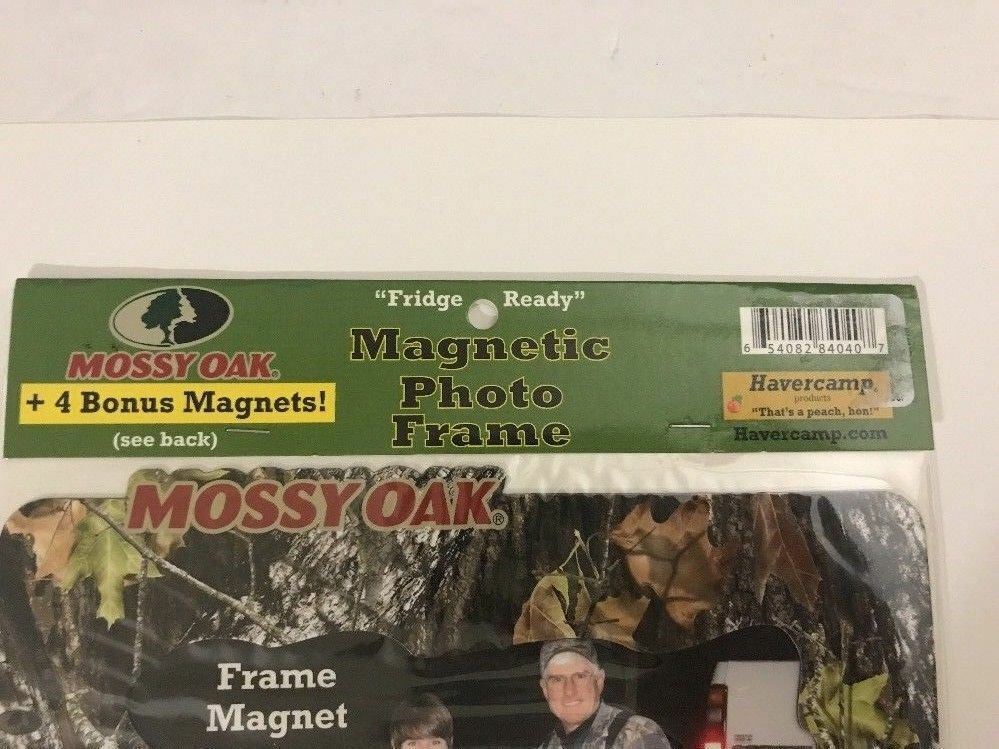 "Fridge Ready"
Magnetic
Photo
Frame
MOSSY OAK®
+ 4 Bonus Magnets!
(see back)
6 54082 84040 7
Havercamp
products
"That's a peach, hon!"
Havercamp.com
MOSSY OAK®
Frame
Magnet